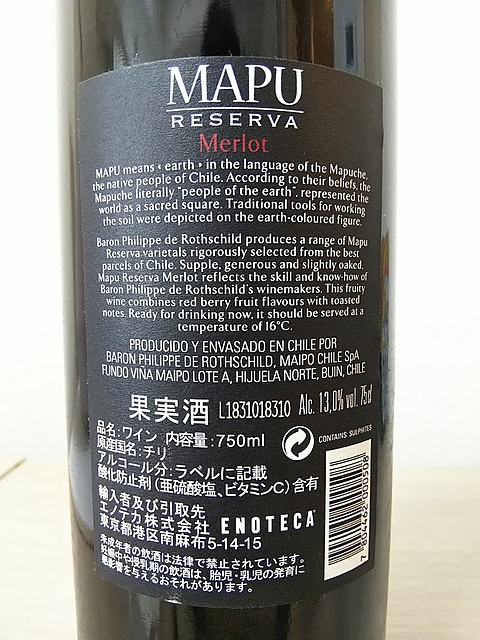 MAPU
RESERVA
Merlot
MAPU means « earth » in the language of the Mapuche,
the native people of Chile. According to their beliefs, the
Mapuche literally "people of the earth", represented the
world as a sacred square. Traditional tools for working
the soil were depicted on the earth-coloured figure.
Baron Philippe de Rothschild produces a range of Mapu
Reserva varietals rigorously selected from the best
parcels of Chile. Supple, generous and slightly oaked.
Mapu Reserva Merlot reflects the skill and know-how of
Baron Philippe de Rothschild's winemakers. This fruity
wine combines red berry fruit flavours with toasted
notes. Ready for drinking now, it should be served at a
temperature of 16°C.
PRODUCIDO Y ENVASADO EN CHILE POR
BARON PHILIPPE DE ROTHSCHILD, MAIPO CHILE SpA
FUNDO VIÑA MAIPO LOTE A, HIJUELA NORTE, BUIN, CHILE
果実酒 L1831018310 Alc. 13,0% vol. 75cl
品名:ワイン 内容量:750ml
CONTAINS: SULPHITES
原産国名:チリ
アルコール分:ラベルに記載
酸化防止剤(亜硫酸塩、ビタミンC)含有
輸入者及び引取先
エノテカ株式会社 ENOTECA
東京都港区南麻布5-14-15
未成年者の飲酒は法律で禁止されています。
妊娠中や授乳期の飲酒は、胎児・乳児の発育に
悪影響を与えるおそれがあります。